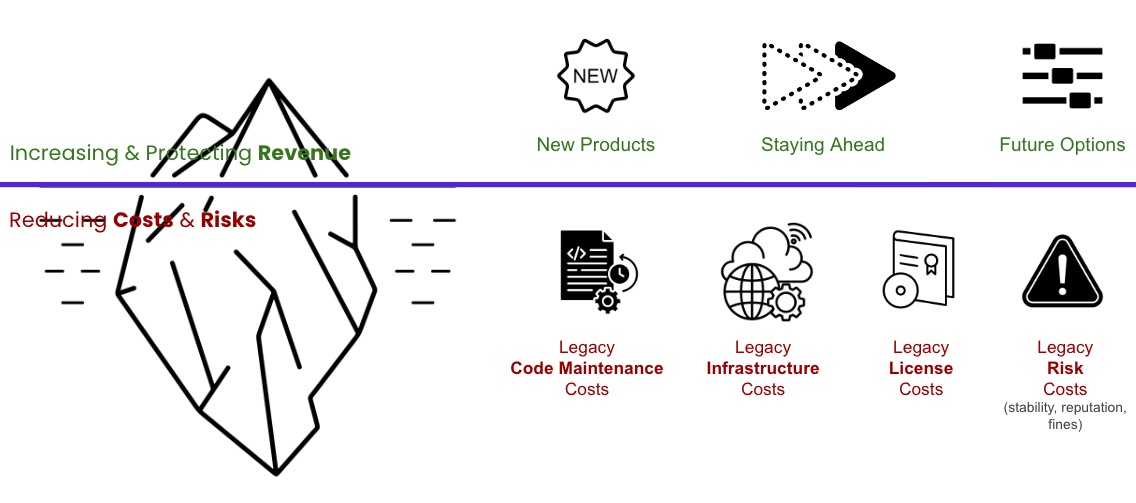 NEW
New Products
Staying Ahead
Future Options
Increasing & Protecting Revenue
Reducing Costs & Risks
Legacy
Code Maintenance
Costs
Legacy
Infrastructure
Costs
Legacy
License
Costs
Legacy
Risk
Costs
(stability, reputation,
fines)